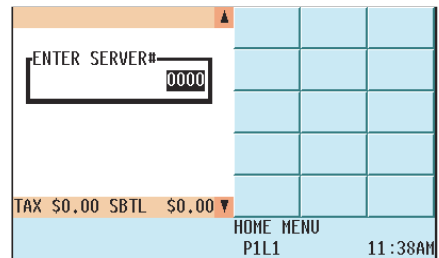 ENTER SERVER#
0000
TAX $0.00 SBTL $0.00
HOME MENU
P1L1 11:38AM